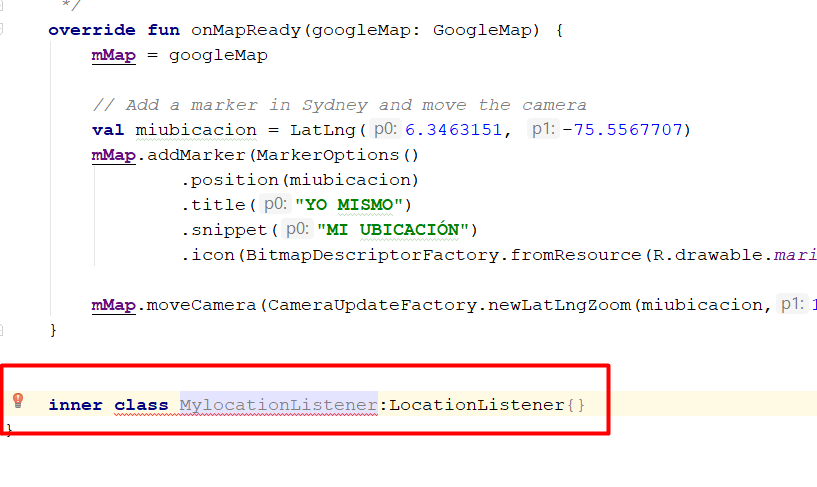 */
override fun onMapReady(googleMap: GoogleMap) {
mMap = googleMap
// Add a marker in Sydney and move the camera
val miubicacion = LatLng( p0: 6.3463151, p1: -75.5567707)
mMap.addMarker(MarkerOptions()
.position(miubicacion)
.title( p0: "YO MISMO")
.snippet( p0: "MI UBICACIÓN")
.icon(BitmapDescriptorFactory.fromResource(R.drawable.mari
mMap.moveCamera(CameraUpdateFactory.newLatLngZoom(miubicacion, p1: 1
}
inner class MylocationListener:LocationListener{}
}